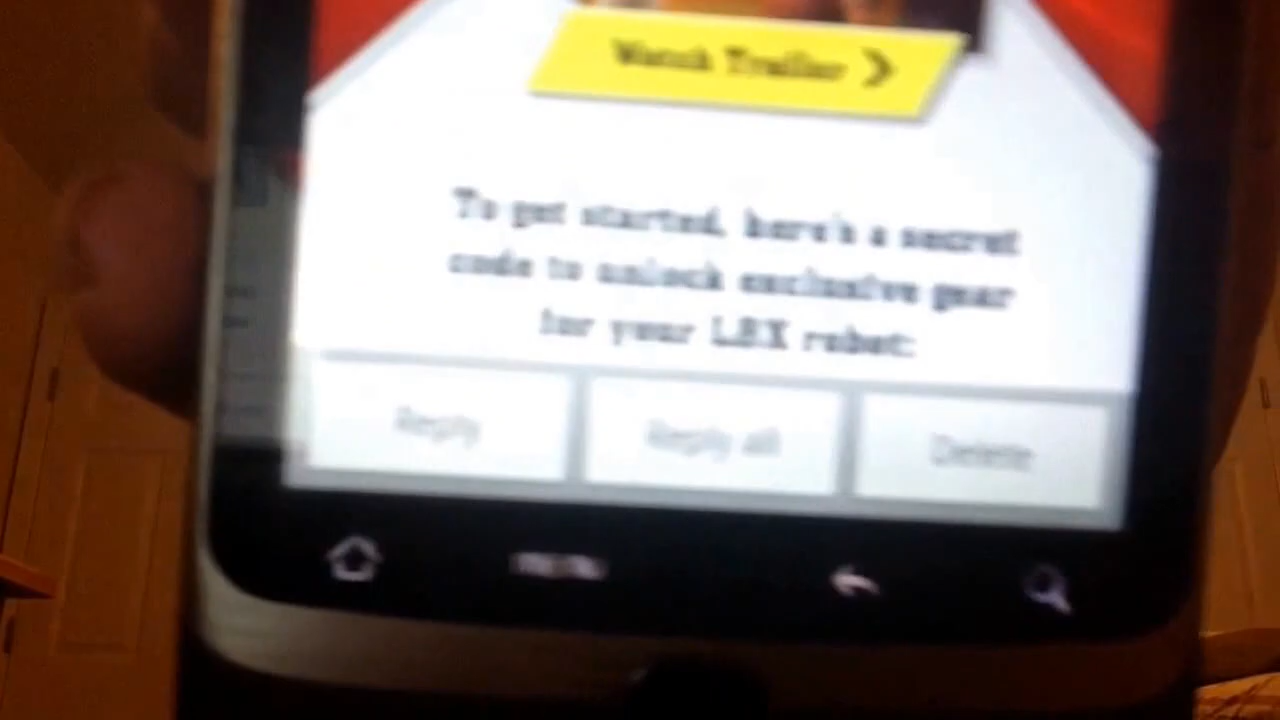 Watch Trailer
To get started, here's a secret
code to unlock exclusive gear
for your LBX robot:
Reply Reply all Delete
menu